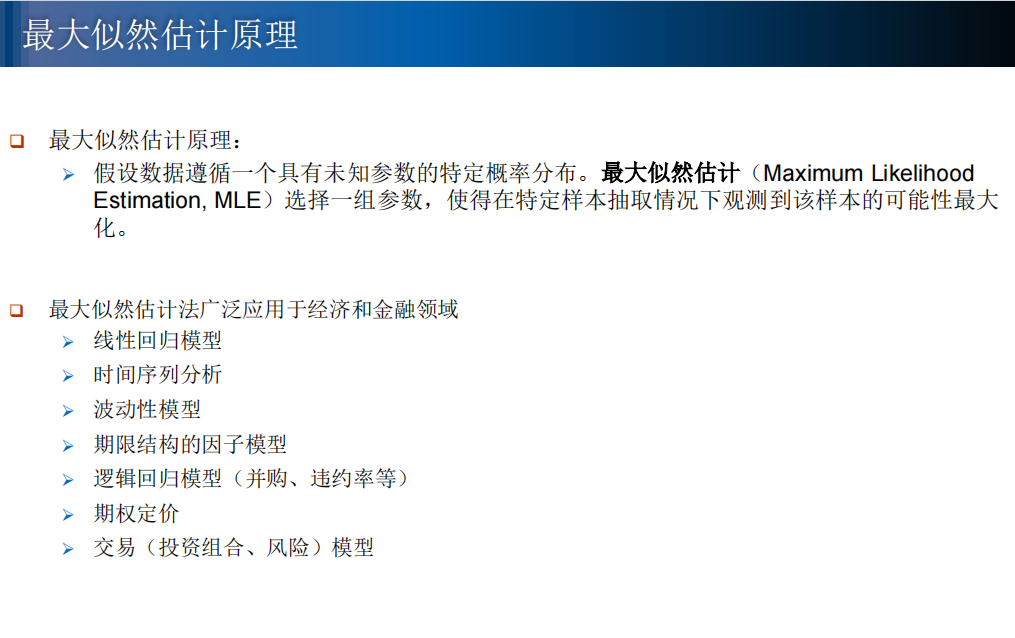 最大似然估计原理
最大似然估计原理：
假设数据遵循一个具有未知参数的特定概率分布。最大似然估计（Maximum Likelihood
Estimation, MLE）选择一组参数，使得在特定样本抽取情况下观测到该样本的可能性最大
化。
最大似然估计法广泛应用于经济和金融领域
线性回归模型
时间序列分析
波动性模型
期限结构的因子模型
逻辑回归模型（并购、违约率等）
期权定价
交易（投资组合、风险）模型